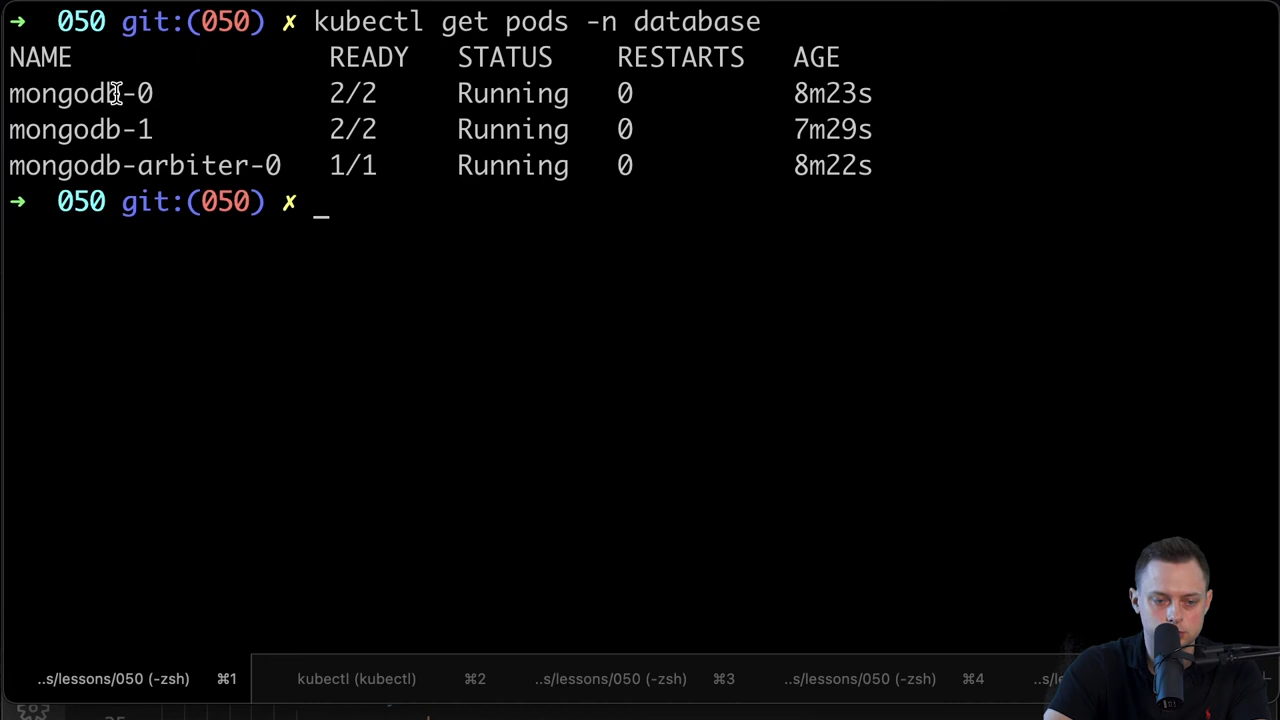 ➜  050 git:(050) ✗ kubectl get pods -n database
NAME                READY   STATUS    RESTARTS   AGE
mongodb-0           2/2     Running   0          8m23s
mongodb-1           2/2     Running   0          7m29s
mongodb-arbiter-0   1/1     Running   0          8m22s
➜  050 git:(050) ✗ _
..s/lessons/050 (-zsh) ⌘1 kubectl (kubectl) ⌘2 ..s/lessons/050 (-zsh) ⌘3 ..s/lessons/050 (-zsh) ⌘4